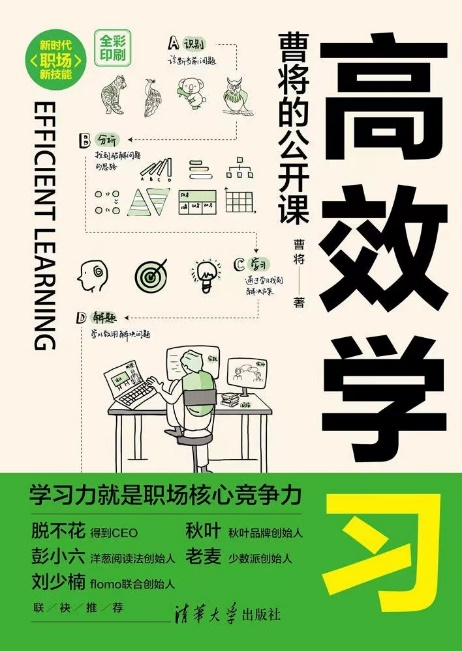 新时代
职场
新技能
全彩
印刷
EFFICIENT LEARNING
高效学习
曹将的公开课
曹将 著
A 识别
诊断当前问题
B 分析
找到拆解问题
的思路
A B C D E
C 学习
通过学习找到
解决方案
D 解题
学以致用解决问题
学习力就是职场核心竞争力
脱不花 得到CEO 秋叶 秋叶品牌创始人
彭小六 洋葱阅读法创始人 老麦 少数派创始人
刘少楠 flomo联合创始人
联/袂/推/荐
清华大学出版社